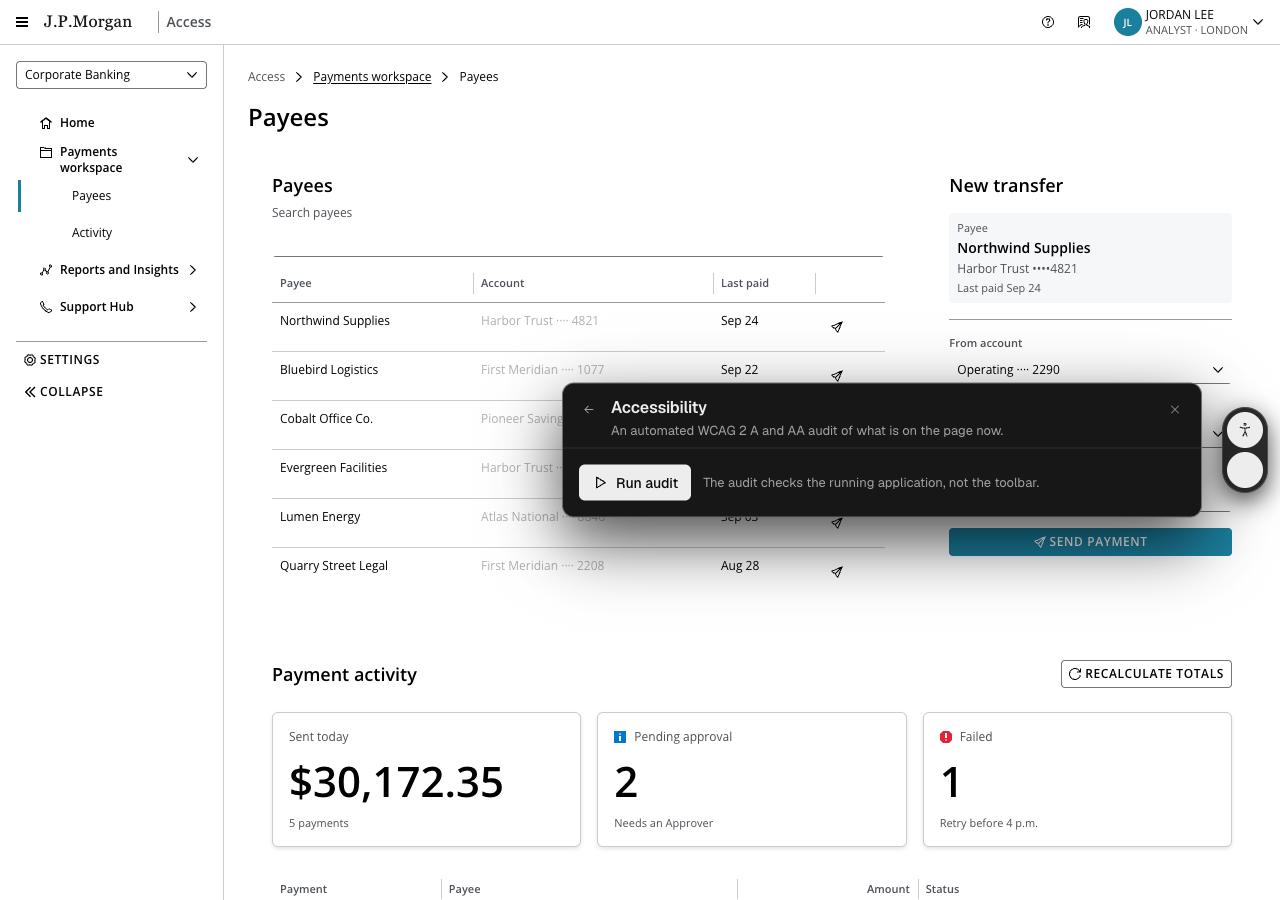 J.P.Morgan
Access
JL
JORDAN LEE
ANALYST · LONDON
Corporate Banking
Home
Payments workspace
Payees
Activity
Reports and Insights
Support Hub
SETTINGS
COLLAPSE
Access
Payments workspace
Payees
Payees
Payees
Search payees
Payee
Account
Last paid
Northwind Supplies
Harbor Trust ···· 4821
Sep 24
Bluebird Logistics
First Meridian ···· 1077
Sep 22
Cobalt Office Co.
Pioneer
Evergreen Facilities
Harbor Trust
Lumen Energy
Atlas National
Quarry Street Legal
First Meridian ···· 2208
Aug 28
New transfer
Payee
Northwind Supplies
Harbor Trust ••••4821
Last paid Sep 24
From account
Operating ···· 2290
Accessibility
An automated WCAG 2 A and AA audit of what is on the page now.
Run audit
The audit checks the running application, not the toolbar.
SEND PAYMENT
Payment activity
RECALCULATE TOTALS
Sent today
$30,172.35
5 payments
Pending approval
2
Needs an Approver
Failed
1
Retry before 4 p.m.
Payment
Payee
Amount
Status